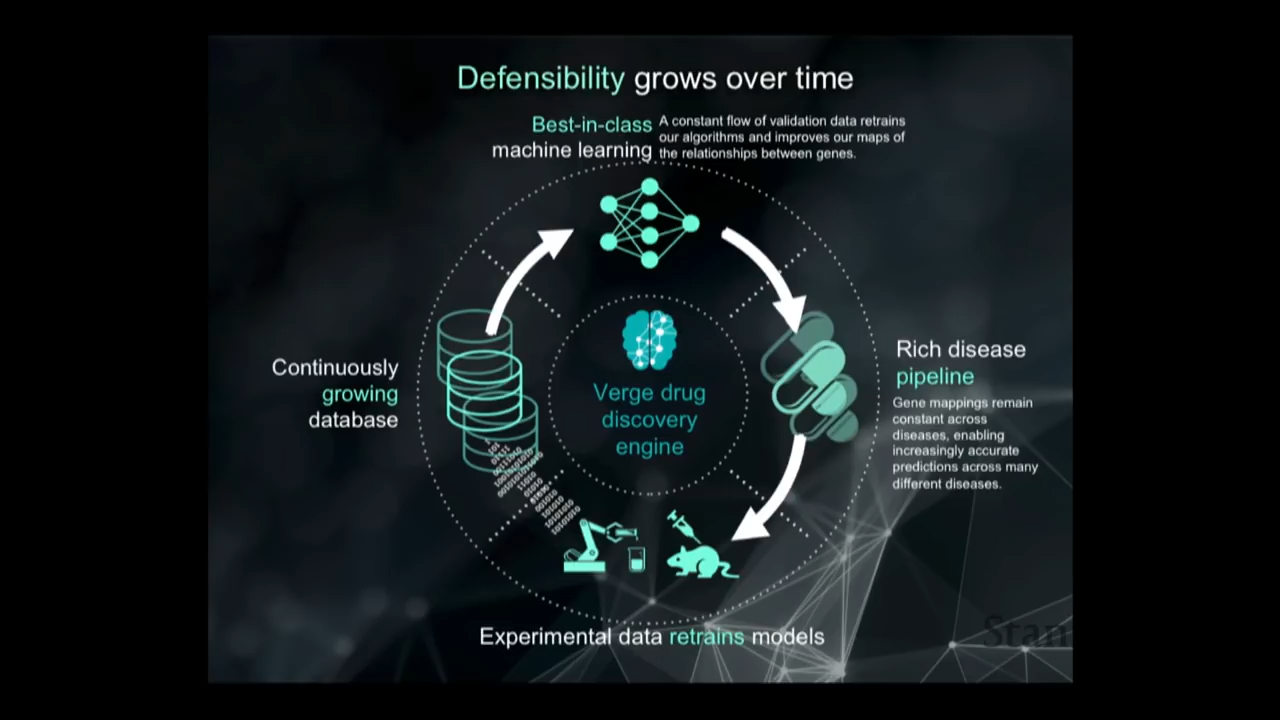 Defensibility grows over time
Best-in-class
machine learning
A constant flow of validation data retrains
our algorithms and improves our maps of
the relationships between genes.
Continuously
growing
database
Verge drug
discovery
engine
Rich disease
pipeline
Gene mappings remain
constant across
diseases, enabling
increasingly accurate
predictions across many
different diseases.
Experimental data retrains models
Stan